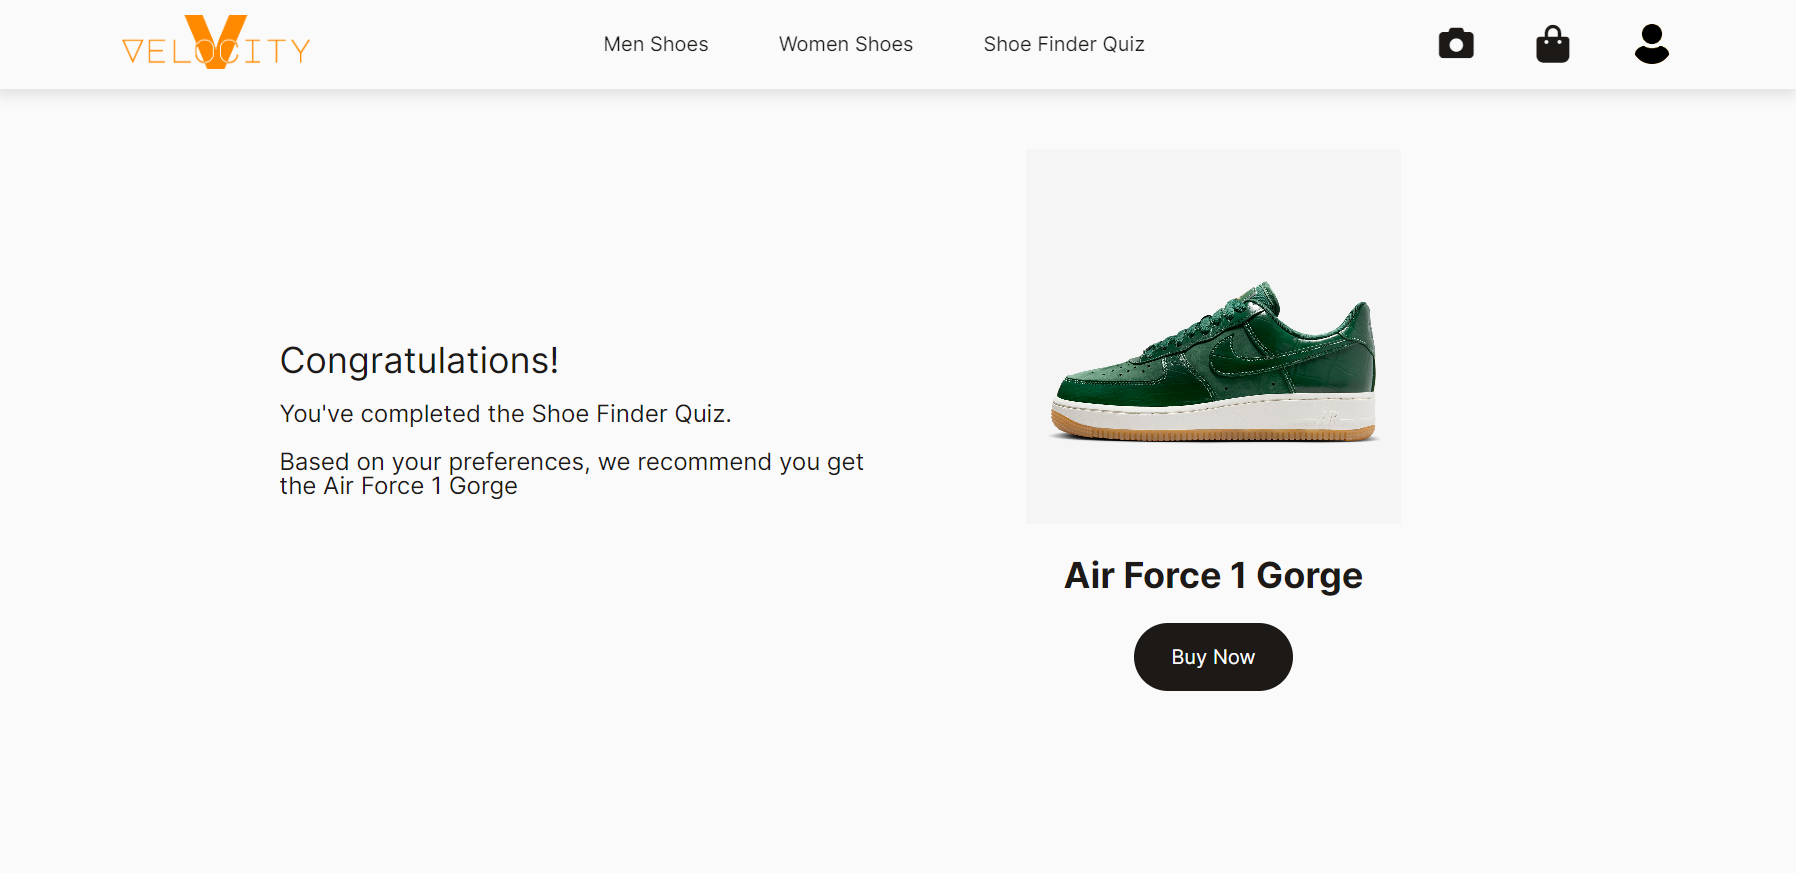 VELOCITY
Men Shoes
Women Shoes
Shoe Finder Quiz
Congratulations!
You've completed the Shoe Finder Quiz.
Based on your preferences, we recommend you get
the Air Force 1 Gorge
Air Force 1 Gorge
Buy Now